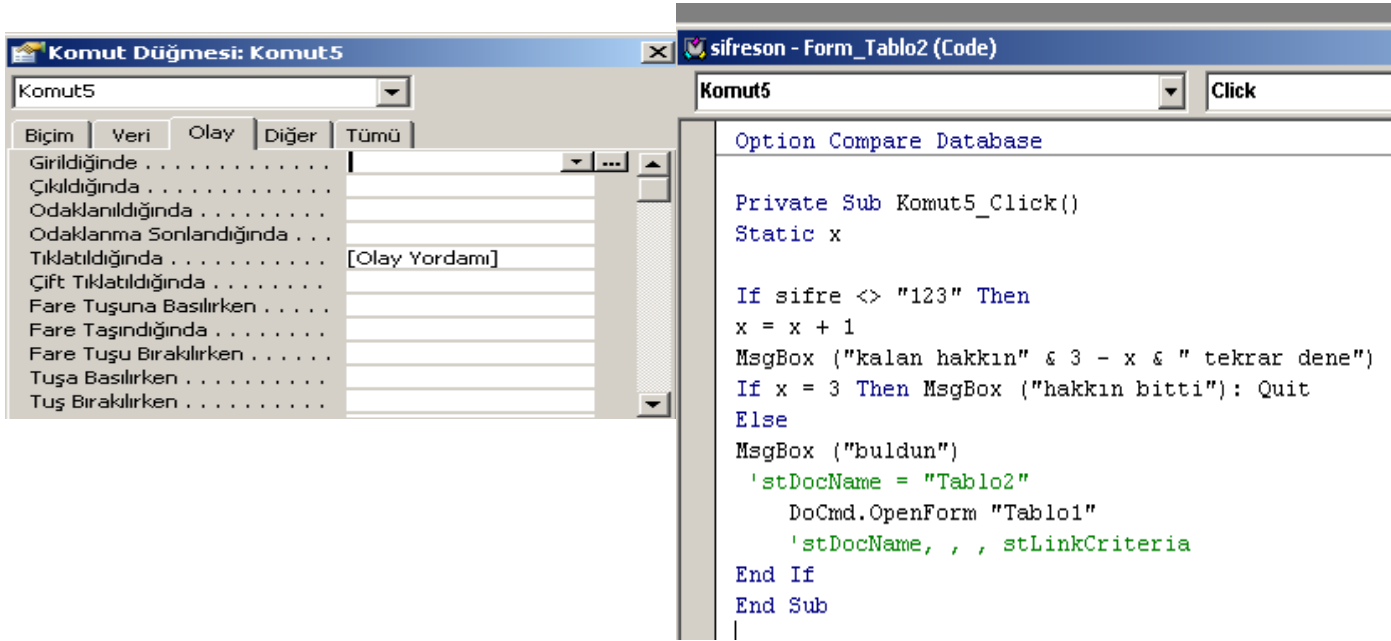 Komut Düğmesi: Komut5
Komut5
Biçim Veri Olay Diğer Tümü
Girildiğinde . . . . . . . . . . . . . . ...
Çıkıldığında . . . . . . . . . . . . . .
Odaklanıldığında . . . . . . . . .
Odaklanma Sonlandığında . . .
Tıklatıldığında . . . . . . . . . . . . [Olay Yordamı]
Çift Tıklatıldığında . . . . . . . .
Fare Tuşuna Basılırken . . . . .
Fare Taşındığında . . . . . . . .
Fare Tuşu Bırakılırken . . . . . .
Tuşa Basılırken . . . . . . . . . .
Tuş Bırakılırken . . . . . . . . . .
sifreson - Form_Tablo2 (Code)
Komut5 Click
Option Compare Database
Private Sub Komut5_Click()
Static x
If sifre <> "123" Then
x = x + 1
MsgBox ("kalan hakkın" & 3 - x & " tekrar dene")
If x = 3 Then MsgBox ("hakkın bitti"): Quit
Else
MsgBox ("buldun")
'stDocName = "Tablo2"
DoCmd.OpenForm "Tablo1"
'stDocName, , , stLinkCriteria
End If
End Sub